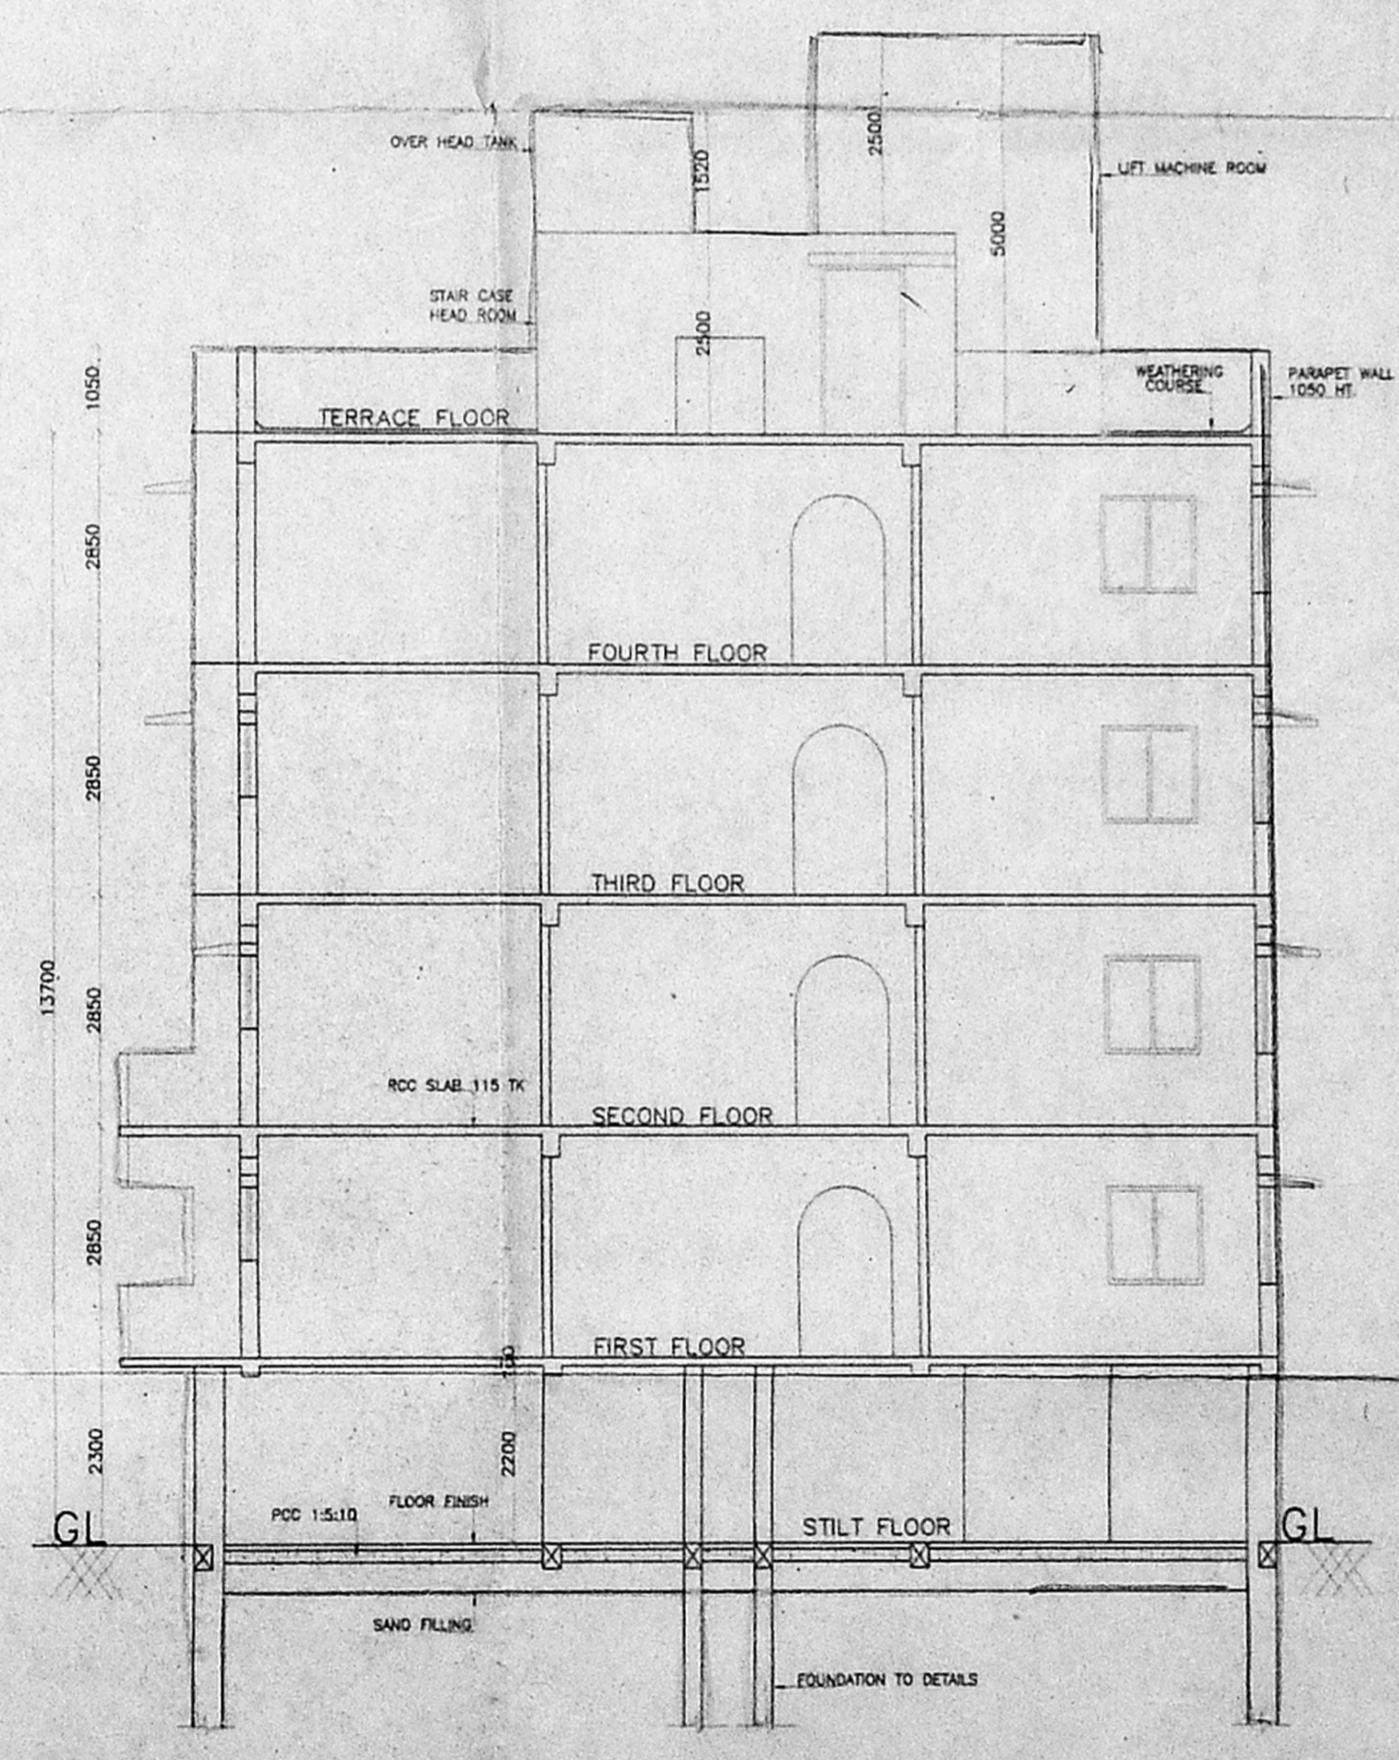 OVER HEAD TANK
1520
2500
LIFT MACHINE ROOM
5000
STAIR CASE
HEAD ROOM
2500
1050
TERRACE FLOOR
WEATHERING
COURSE
PARAPET WALL
1050 HT.
2850
FOURTH FLOOR
2850
THIRD FLOOR
13700
2850
RCC SLAB 115 TK
SECOND FLOOR
2850
FIRST FLOOR
2300
2200
GL
PCC 1:5:10
FLOOR FINISH
STILT FLOOR
GL
SAND FILLING
FOUNDATION TO DETAILS